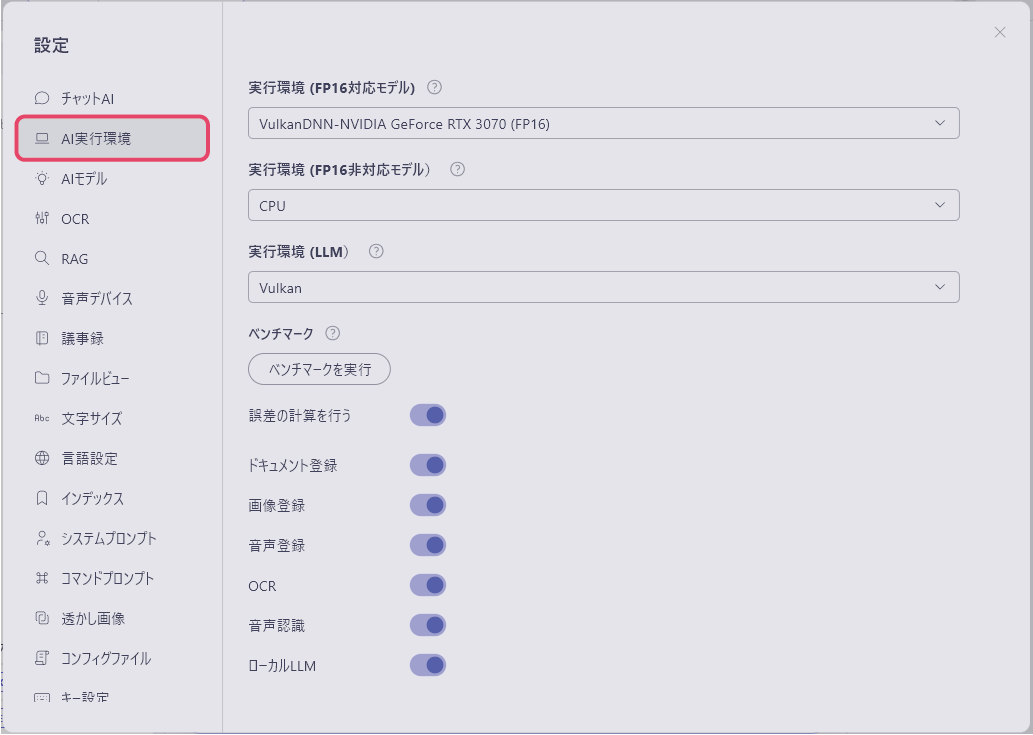 設定
チャットAI
AI実行環境
AIモデル
OCR
RAG
音声デバイス
議事録
ファイルビュー
Abc 文字サイズ
言語設定
インデックス
システムプロンプト
コマンドプロンプト
透かし画像
コンフィグファイル
キー設定
実行環境 (FP16対応モデル) ?
VulkanDNN-NVIDIA GeForce RTX 3070 (FP16)
実行環境 (FP16非対応モデル） ?
CPU
実行環境 (LLM） ?
Vulkan
ベンチマーク ?
ベンチマークを実行
誤差の計算を行う
ドキュメント登録
画像登録
音声登録
OCR
音声認識
ローカルLLM